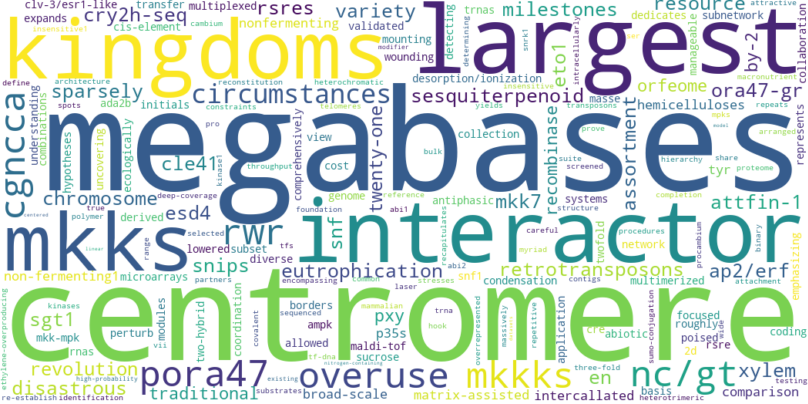 clv-3/esr1-like transfer multiplexed rsres variety milestones resource dedicates subnetwork attractive
expands cry2h-seq nonfermenting validated detecting trnas by-2 collaboration
cambium cis-element mounting wounding determining
insensitive1 modifier
kingdoms largest
eto1 snrk1 intracellularly manageable macronutrient
define architecture reconstitution heterochromatic desorption/ionization insensitive masse orfeome
sparsely circumstances sesquiterpenoid ora47-gr
spots ada2b initials constraints telomeres yields transposons mpks hemicelluloses repeats
cgncca understanding combinations hypotheses uncovering ecologically
megabases
pro view collection prove model arranged represents
cle41 cost bulk suite screened hierarchy share
kinase1 throughput comprehensively twenty-one recombinase assortment tyr proteome
chromosome deep-coverage genome reference antiphasic mkk7 systems completion attfin-1
true foundation abi1 structure
centered polymer derived esd4 snf recapitulates careful procedures procambium binary
mkks rwr interactor
range selected myriad twofold network emphasizing
linear lowered subset tfs abi2
snips diverse condensation
non-fermenting1 microarrays partners encompassing eutrophication snf1 retrotransposons ap2/erf
common laser stresses contigs multimerized attachment
centromere
ethylene-overproducing kinases sequenced mammalian
sgt1 modules two-hybrid coordination borders pxy trna overrepresented massively repetitive application cre focused coding
mkk-mpk perturb covalent ampk p35s hook abiotic roughly poised
rnas vii allowed maldi-tof sumo-conjugation rsre wide
revolution tf-dna sucrose three-fold 2d
high-probability nitrogen-containing
disastrous pora47 overuse mkkks en nc/gt xylem
existing substrates testing
traditional broad-scale matrix-assisted intercallated basis comparison
re-establish identification heterotrimeric